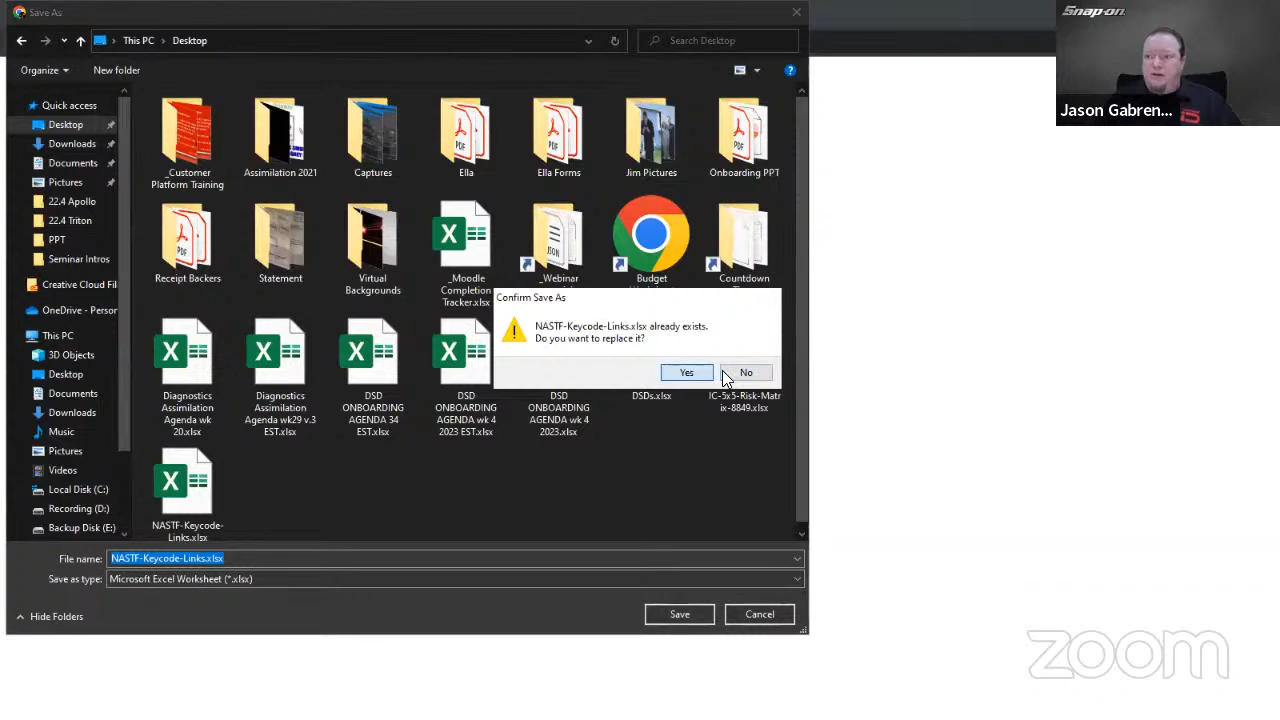 Save As
This PC
Desktop
Search Desktop
Organize
New folder
Quick access
Desktop
Downloads
Documents
Pictures
22.4 Apollo
22.4 Triton
PPT
Seminar Intros
Creative Cloud Fil
OneDrive - Person
This PC
3D Objects
Desktop
Documents
Downloads
Music
Pictures
Videos
Local Disk (C:)
Recording (D:)
Backup Disk (E:)
_Customer
Platform Training
Assimilation 2021
Captures
Ella
Ella Forms
Jim Pictures
Onboarding PPT
Receipt Backers
Statement
Virtual
Backgrounds
_Moodle
Completion
Tracker.xlsx
_Webinar
Budget
Countdown
Confirm Save As
NASTF-Keycode-Links.xlsx already exists.
Do you want to replace it?
Yes
No
Diagnostics
Assimilation
Agenda wk
20.xlsx
Diagnostics
Assimilation
Agenda wk29 v.3
EST.xlsx
DSD
ONBOARDING
AGENDA 34
EST.xlsx
DSD
ONBOARDING
AGENDA wk 4
2023 EST.xlsx
DSD
ONBOARDING
AGENDA wk 4
2023.xlsx
DSDs.xlsx
IC-5x5-Risk-Matr
ix-8849.xlsx
NASTF-Keycode-
Links.xlsx
File name:
NASTF-Keycode-Links.xlsx
Save as type:
Microsoft Excel Worksheet (*.xlsx)
Hide Folders
Save
Cancel
Snap-on
Jason Gabren...
zoom